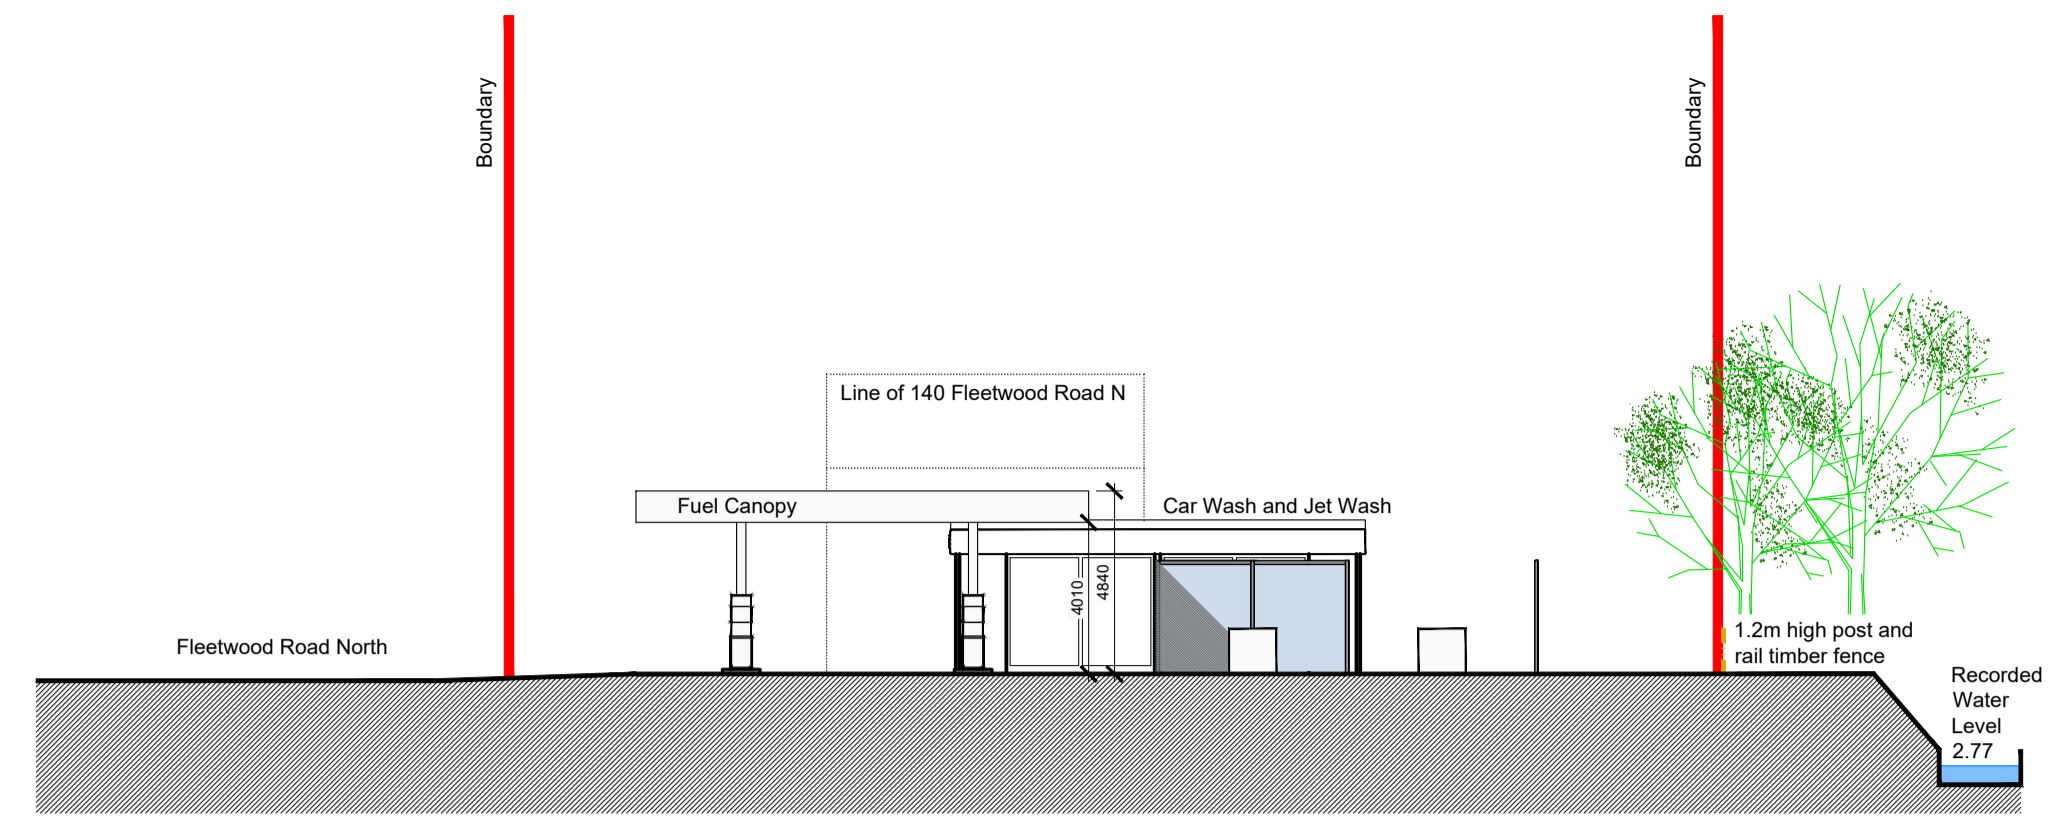 Boundary
Boundary
Line of 140 Fleetwood Road N
Fuel Canopy
Car Wash and Jet Wash
4010
4840
Fleetwood Road North
1.2m high post and
rail timber fence
Recorded
Water
Level
2.77